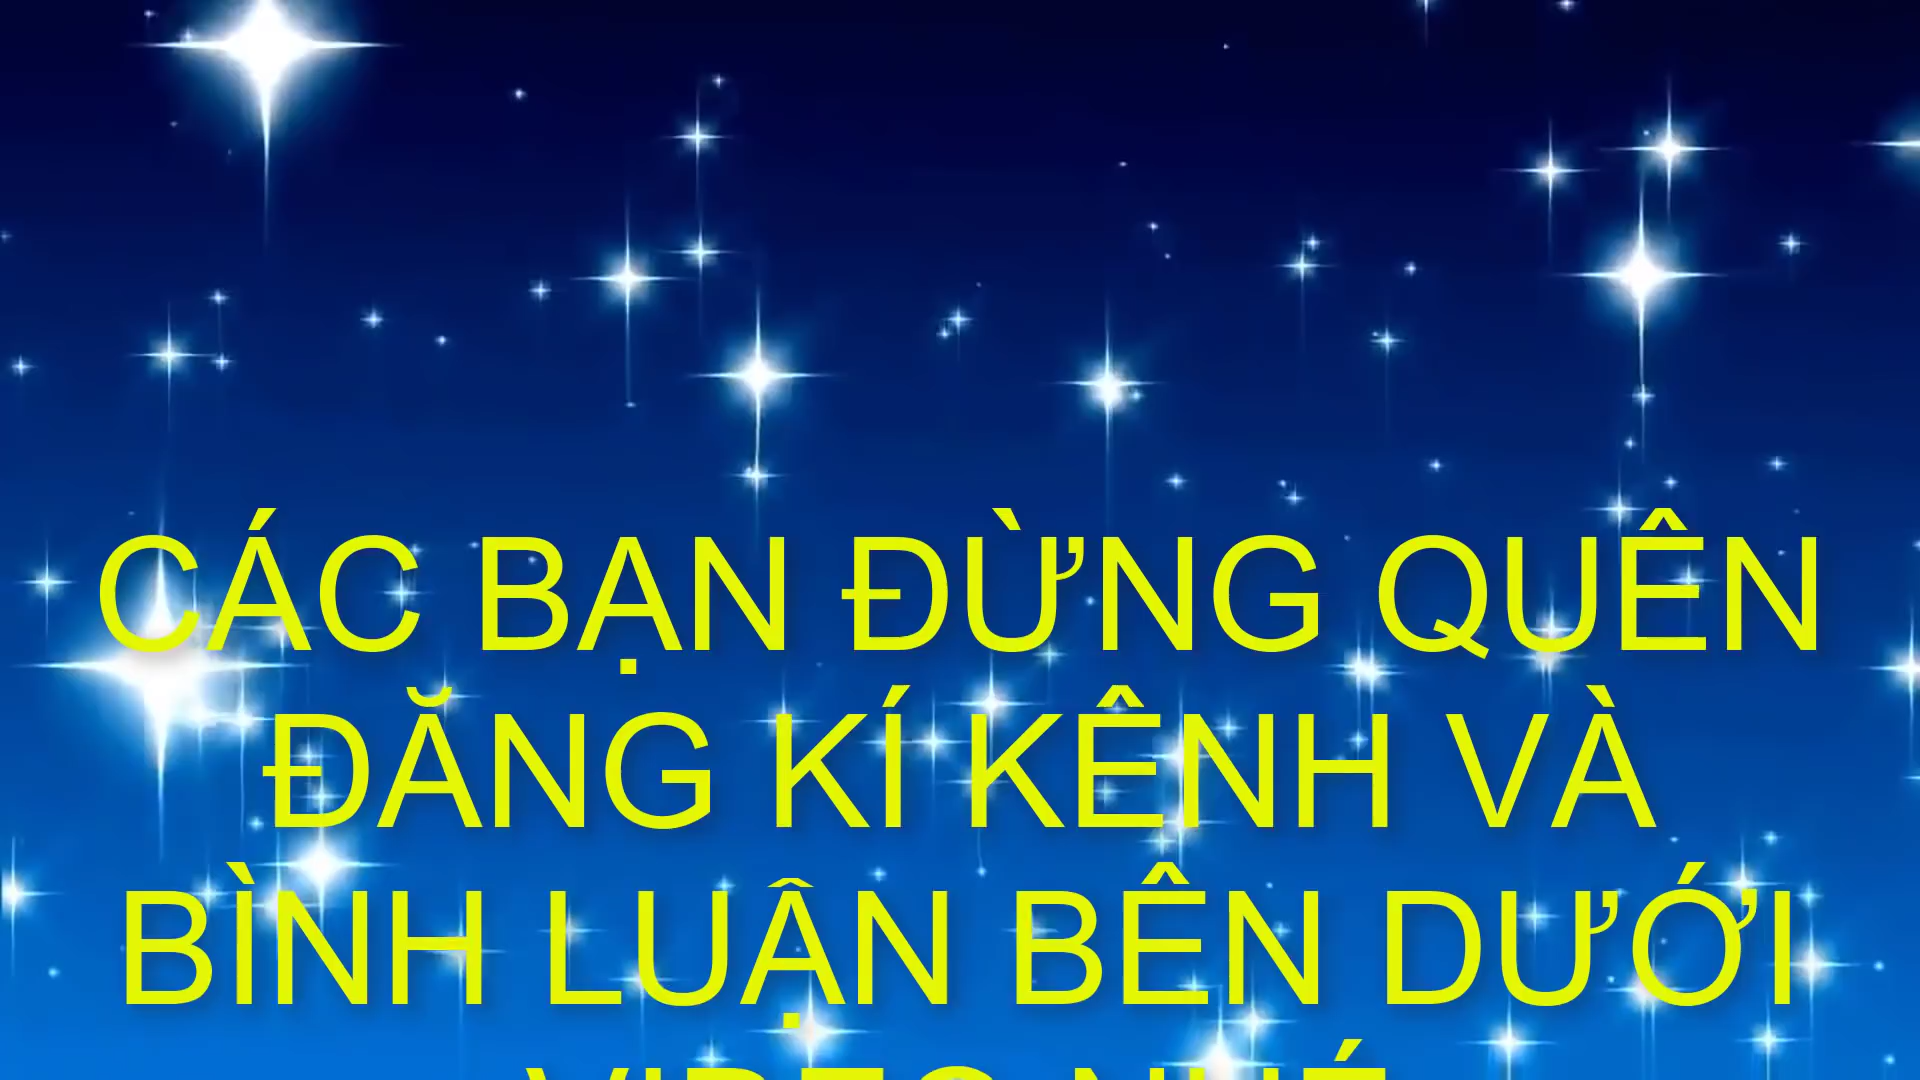 CÁC BẠN ĐỪNG QUÊN
ĐĂNG KÍ KÊNH VÀ
BÌNH LUẬN BÊN DƯỚI